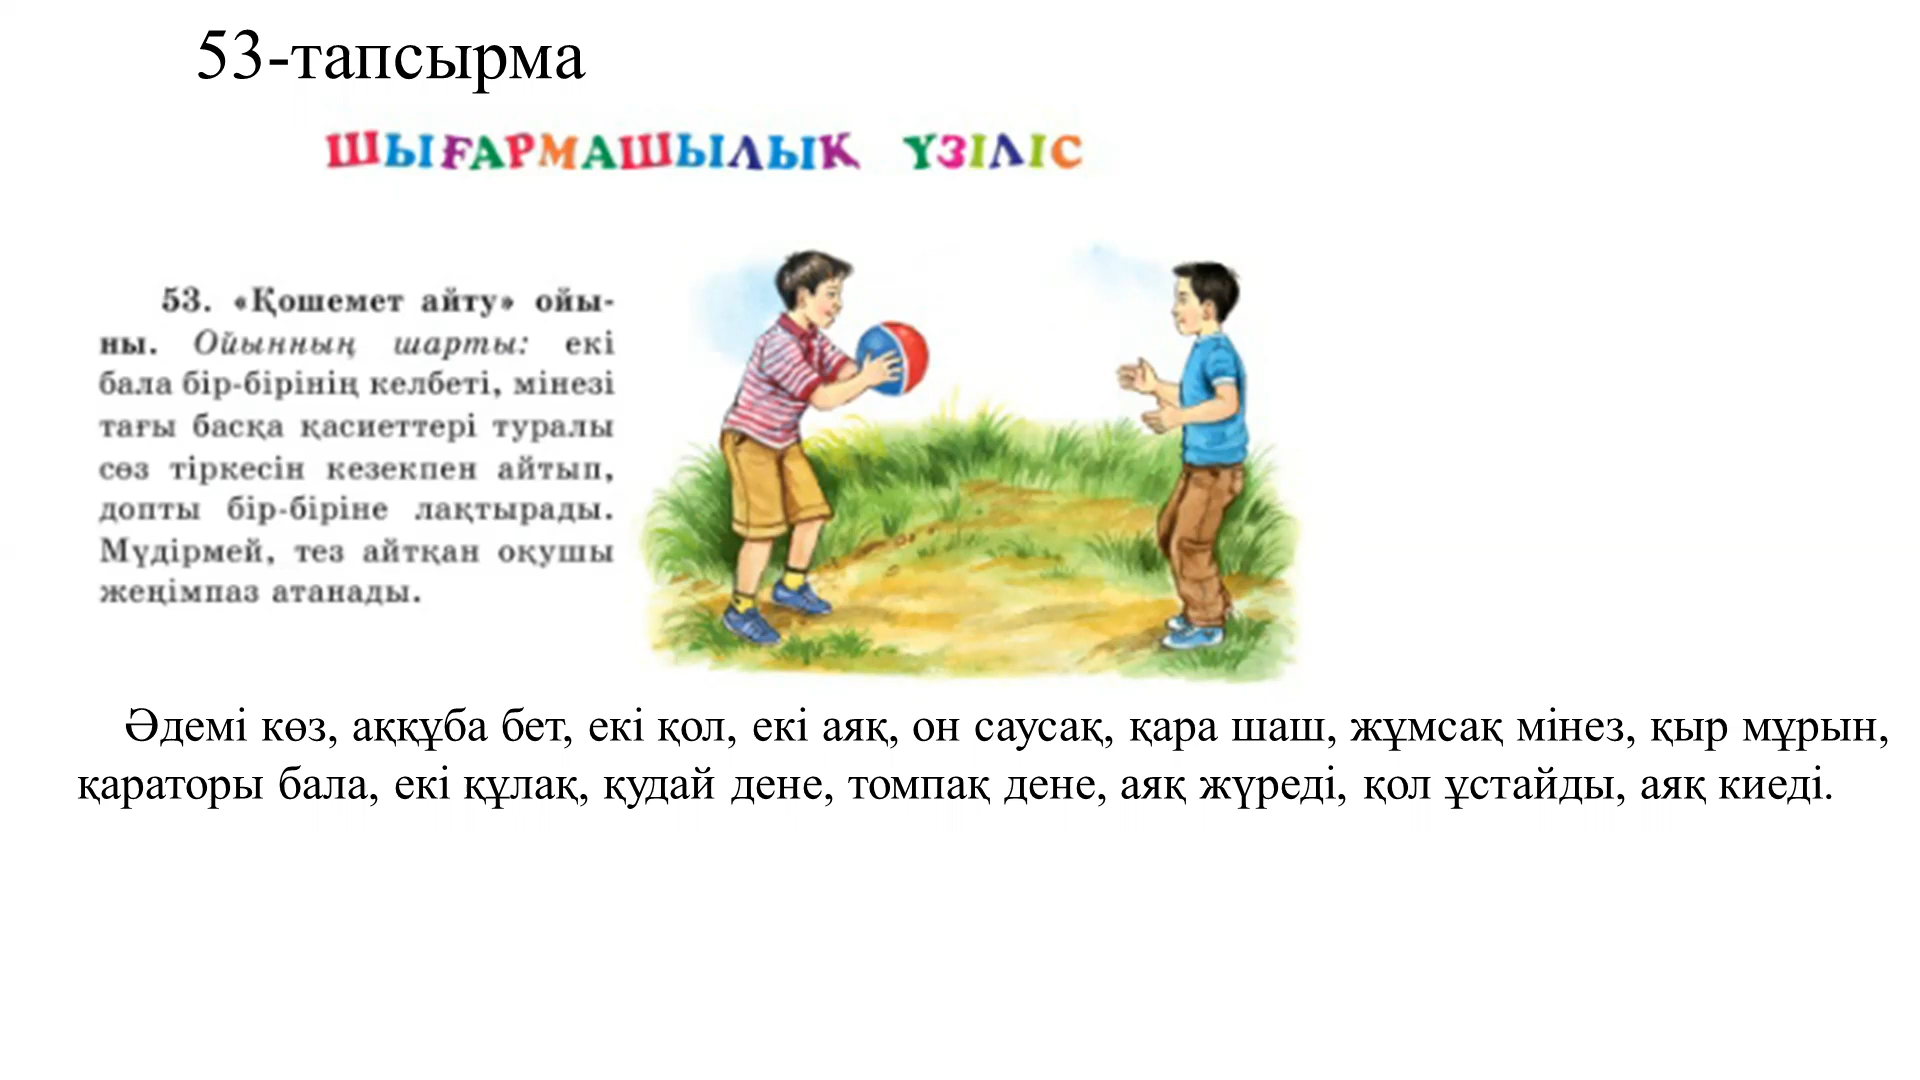 53-тапсырма
ШЫҒАРМАШЫЛЫҚ ҮЗІЛІС
53. «Қошемет айту» ойы-
ны. Ойынның шарты: екі
бала бір-бірінің келбеті, мінезі
тағы басқа қасиеттері туралы
сөз тіркесін кезекпен айтып,
допты бір-біріне лақтырады.
Мүдірмей, тез айтқан оқушы
жеңімпаз атанады.
Әдемі көз, аққұба бет, екі қол, екі аяқ, он саусақ, қара шаш, жұмсақ мінез, қыр мұрын,
қараторы бала, екі құлақ, қудай дене, томпақ дене, аяқ жүреді, қол ұстайды, аяқ киеді.